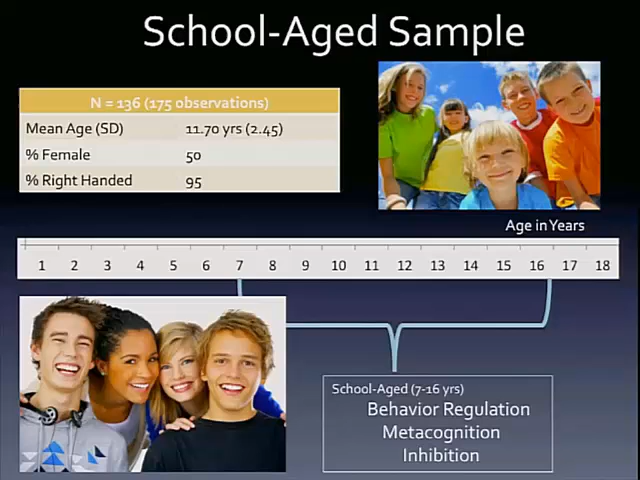 School-Aged Sample
N = 136 (175 observations)
Mean Age (SD) 11.70 yrs (2.45)
% Female 50
% Right Handed 95
Age in Years
1 2 3 4 5 6 7 8 9 10 11 12 13 14 15 16 17 18
School-Aged (7-16 yrs)
Behavior Regulation
Metacognition
Inhibition